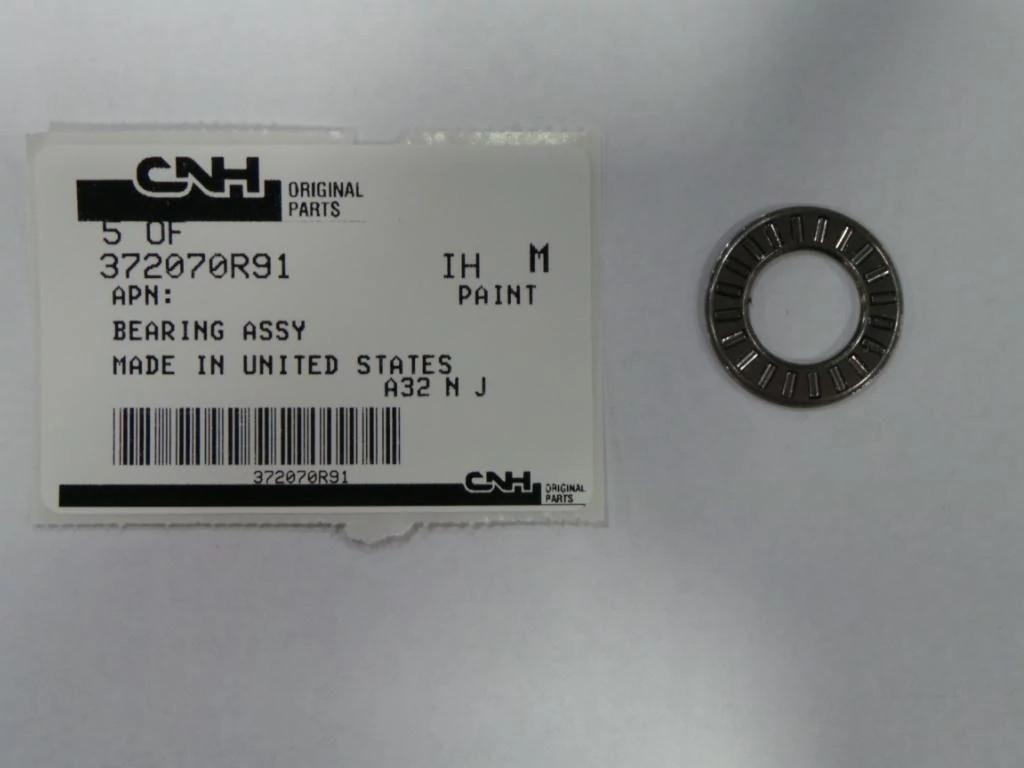 CNH ORIGINAL
PARTS
5 OF
372070R91 IH M
APN: PAINT
BEARING ASSY
MADE IN UNITED STATES
A32 N J
372070R91
CNH ORIGINAL
PARTS